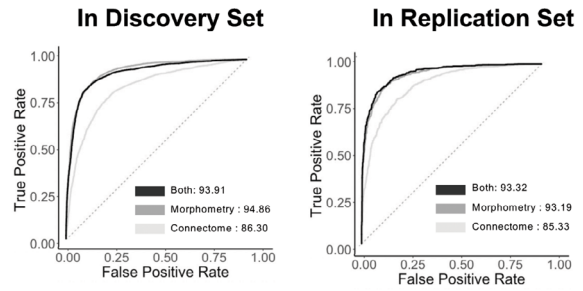 In Discovery Set
1.00
0.75
0.50
0.25
0.00
True Positive Rate
Both: 93.91
Morphometry : 94.86
Connectome : 86.30
0.00
0.25
0.50
0.75
1.00
False Positive Rate
In Replication Set
1.00
0.75
0.50
0.25
0.00
True Positive Rate
Both: 93.32
Morphometry : 93.19
Connectome : 85.33
0.00
0.25
0.50
0.75
1.00
False Positive Rate